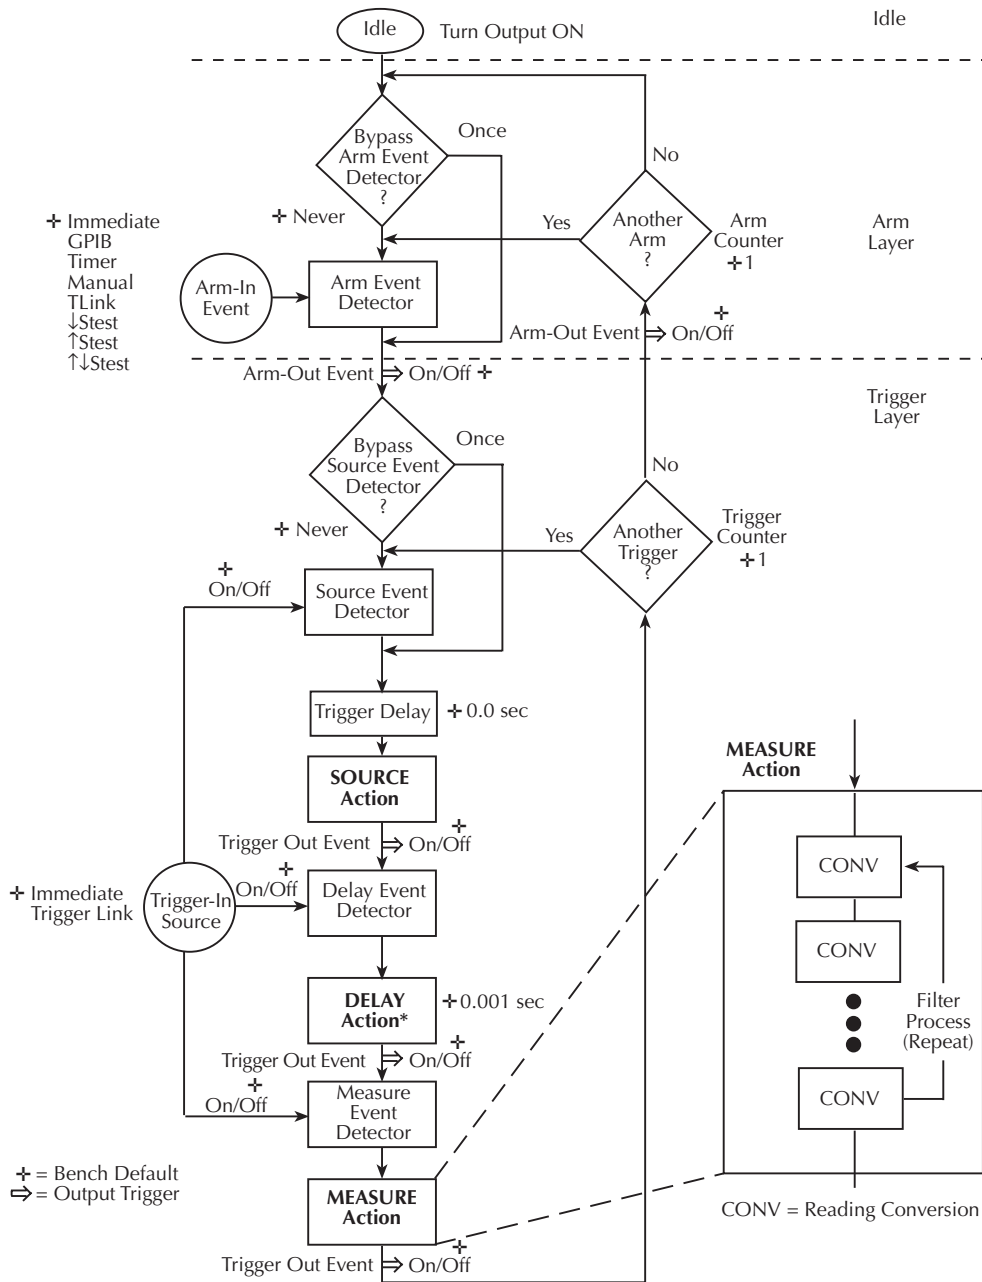 Idle
Turn Output ON
Idle
Bypass
Arm Event
Detector
?
Once
No
✛ Never
Yes
Another
Arm
?
Arm
Counter
✛ 1
Arm
Layer
✛ Immediate
GPIB
Timer
Manual
TLink
↓Stest
↑Stest
↑↓Stest
Arm-In
Event
Arm Event
Detector
Arm-Out Event ⇨ On/Off
✛
Arm-Out Event ⇨ On/Off ✛
Trigger
Layer
Bypass
Source Event
Detector
?
Once
No
✛ Never
Yes
Another
Trigger
?
Trigger
Counter
✛ 1
✛
On/Off
Source Event
Detector
Trigger Delay
✛ 0.0 sec
SOURCE
Action
Trigger Out Event ⇨ On/Off
✛
✛ Immediate
Trigger Link
Trigger-In
Source
✛
On/Off
Delay Event
Detector
DELAY
Action*
✛ 0.001 sec
Trigger Out Event ⇨ On/Off
✛
✛
On/Off
Measure
Event
Detector
MEASURE
Action
Trigger Out Event ⇨ On/Off
✛
✛ = Bench Default
⇨ = Output Trigger
MEASURE
Action
CONV
CONV
Filter
Process
(Repeat)
CONV
CONV = Reading Conversion